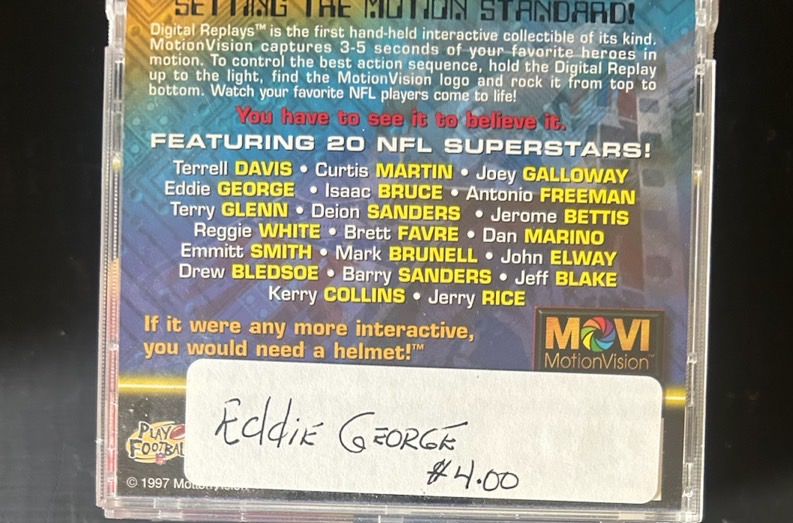 SETTING THE MOTION STANDARD!
Digital Replays™ is the first hand-held interactive collectible of its kind.
MotionVision captures 3-5 seconds of your favorite heroes in
motion. To control the best action sequence, hold the Digital Replay
up to the light, find the MotionVision logo and rock it from top to
bottom. Watch your favorite NFL players come to life!
You have to see it to believe it.
FEATURING 20 NFL SUPERSTARS!
Terrell DAVIS • Curtis MARTIN • Joey GALLOWAY
Eddie GEORGE • Isaac BRUCE • Antonio FREEMAN
Terry GLENN • Deion SANDERS • Jerome BETTIS
Reggie WHITE • Brett FAVRE • Dan MARINO
Emmitt SMITH • Mark BRUNELL • John ELWAY
Drew BLEDSOE • Barry SANDERS • Jeff BLAKE
Kerry COLLINS • Jerry RICE
If it were any more interactive,
you would need a helmet!™
MOVI
MotionVision™
Eddie GEORGE
$4.00
PLAY
FOOTBAL
© 1997